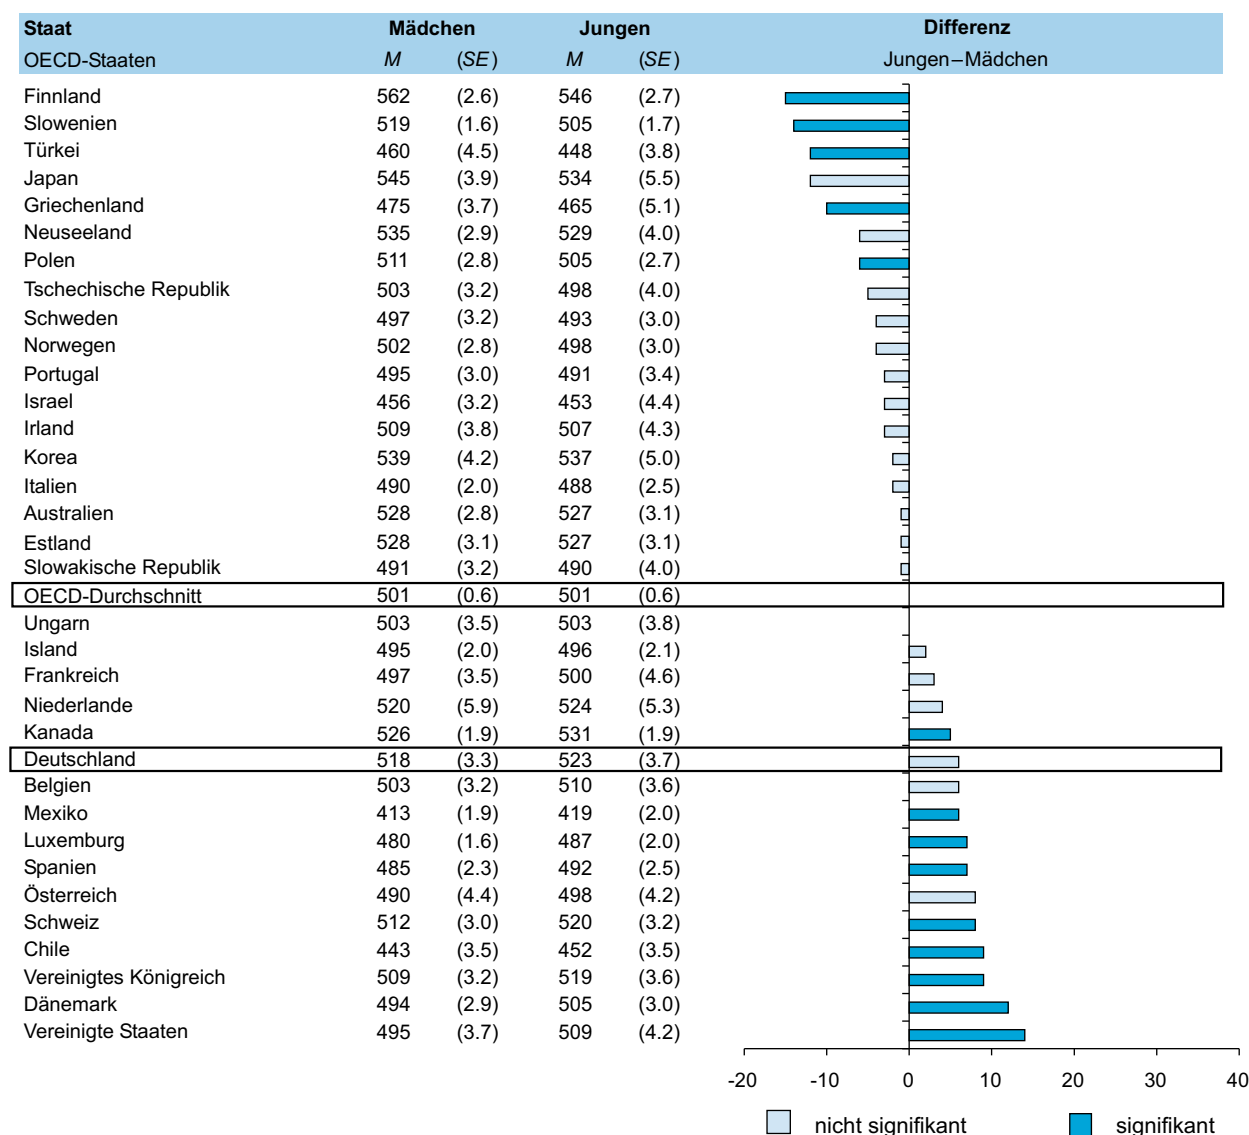 Staat Mädchen Jungen Differenz
OECD-Staaten M (SE) M (SE) Jungen–Mädchen
Finnland 562 (2.6) 546 (2.7)
Slowenien 519 (1.6) 505 (1.7)
Türkei 460 (4.5) 448 (3.8)
Japan 545 (3.9) 534 (5.5)
Griechenland 475 (3.7) 465 (5.1)
Neuseeland 535 (2.9) 529 (4.0)
Polen 511 (2.8) 505 (2.7)
Tschechische Republik 503 (3.2) 498 (4.0)
Schweden 497 (3.2) 493 (3.0)
Norwegen 502 (2.8) 498 (3.0)
Portugal 495 (3.0) 491 (3.4)
Israel 456 (3.2) 453 (4.4)
Irland 509 (3.8) 507 (4.3)
Korea 539 (4.2) 537 (5.0)
Italien 490 (2.0) 488 (2.5)
Australien 528 (2.8) 527 (3.1)
Estland 528 (3.1) 527 (3.1)
Slowakische Republik 491 (3.2) 490 (4.0)
OECD-Durchschnitt 501 (0.6) 501 (0.6)
Ungarn 503 (3.5) 503 (3.8)
Island 495 (2.0) 496 (2.1)
Frankreich 497 (3.5) 500 (4.6)
Niederlande 520 (5.9) 524 (5.3)
Kanada 526 (1.9) 531 (1.9)
Deutschland 518 (3.3) 523 (3.7)
Belgien 503 (3.2) 510 (3.6)
Mexiko 413 (1.9) 419 (2.0)
Luxemburg 480 (1.6) 487 (2.0)
Spanien 485 (2.3) 492 (2.5)
Österreich 490 (4.4) 498 (4.2)
Schweiz 512 (3.0) 520 (3.2)
Chile 443 (3.5) 452 (3.5)
Vereinigtes Königreich 509 (3.2) 519 (3.6)
Dänemark 494 (2.9) 505 (3.0)
Vereinigte Staaten 495 (3.7) 509 (4.2)
-20 -10 0 10 20 30 40
nicht signifikant signifikant